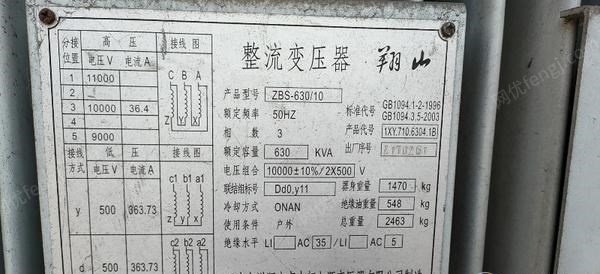 整流变压器 翔山
分接位置 高压 接线图
电压V 电流A
1 11000
2
3 10000 36.4
4
5 9000
C B A
Z Y X
接线方式 低压 接线图
电压V 电流A
y 500 363.73
c1 b1 a1
z y x
d 500 363.73
c2 b2 a2
产品型号 ZBS-630/10
额定频率 50HZ 标准代号 GB1094.1-2-1996
GB1094.3.5-2003
相数 3 产品代号 1XY.710.6304.1B
额定容量 630 KVA 出厂序号
电压组合 10000±10%/2X500 V
联结组标号 Dd0,y11 器身重量 1470 kg
冷却方式 ONAN 绝缘油重量 548 kg
使用条件 户外 总重量 2463 kg
绝缘水平 LI AC 35 /LI AC 5